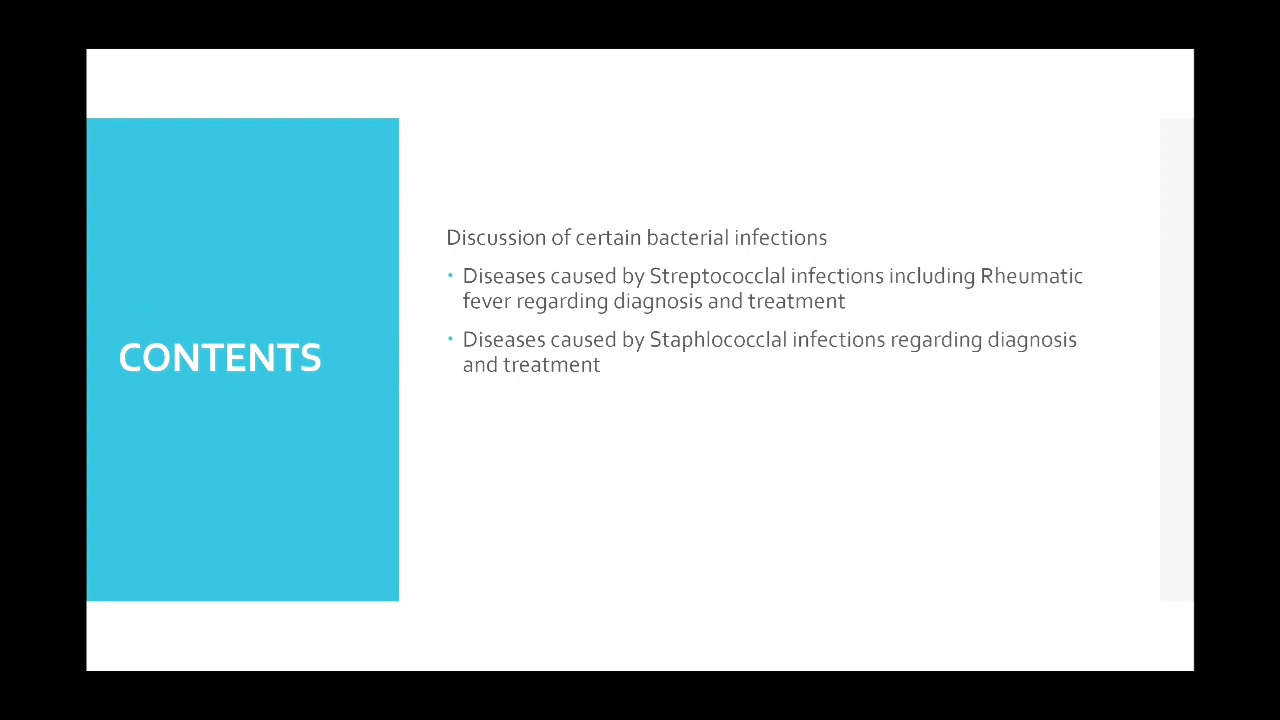 CONTENTS
Discussion of certain bacterial infections
• Diseases caused by Streptococclal infections including Rheumatic
fever regarding diagnosis and treatment
• Diseases caused by Staphlococclal infections regarding diagnosis
and treatment